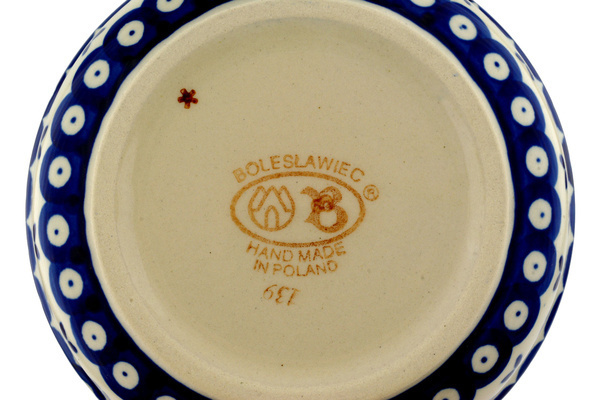 BOLESLAWIEC
®
B
HAND MADE
IN POLAND
139